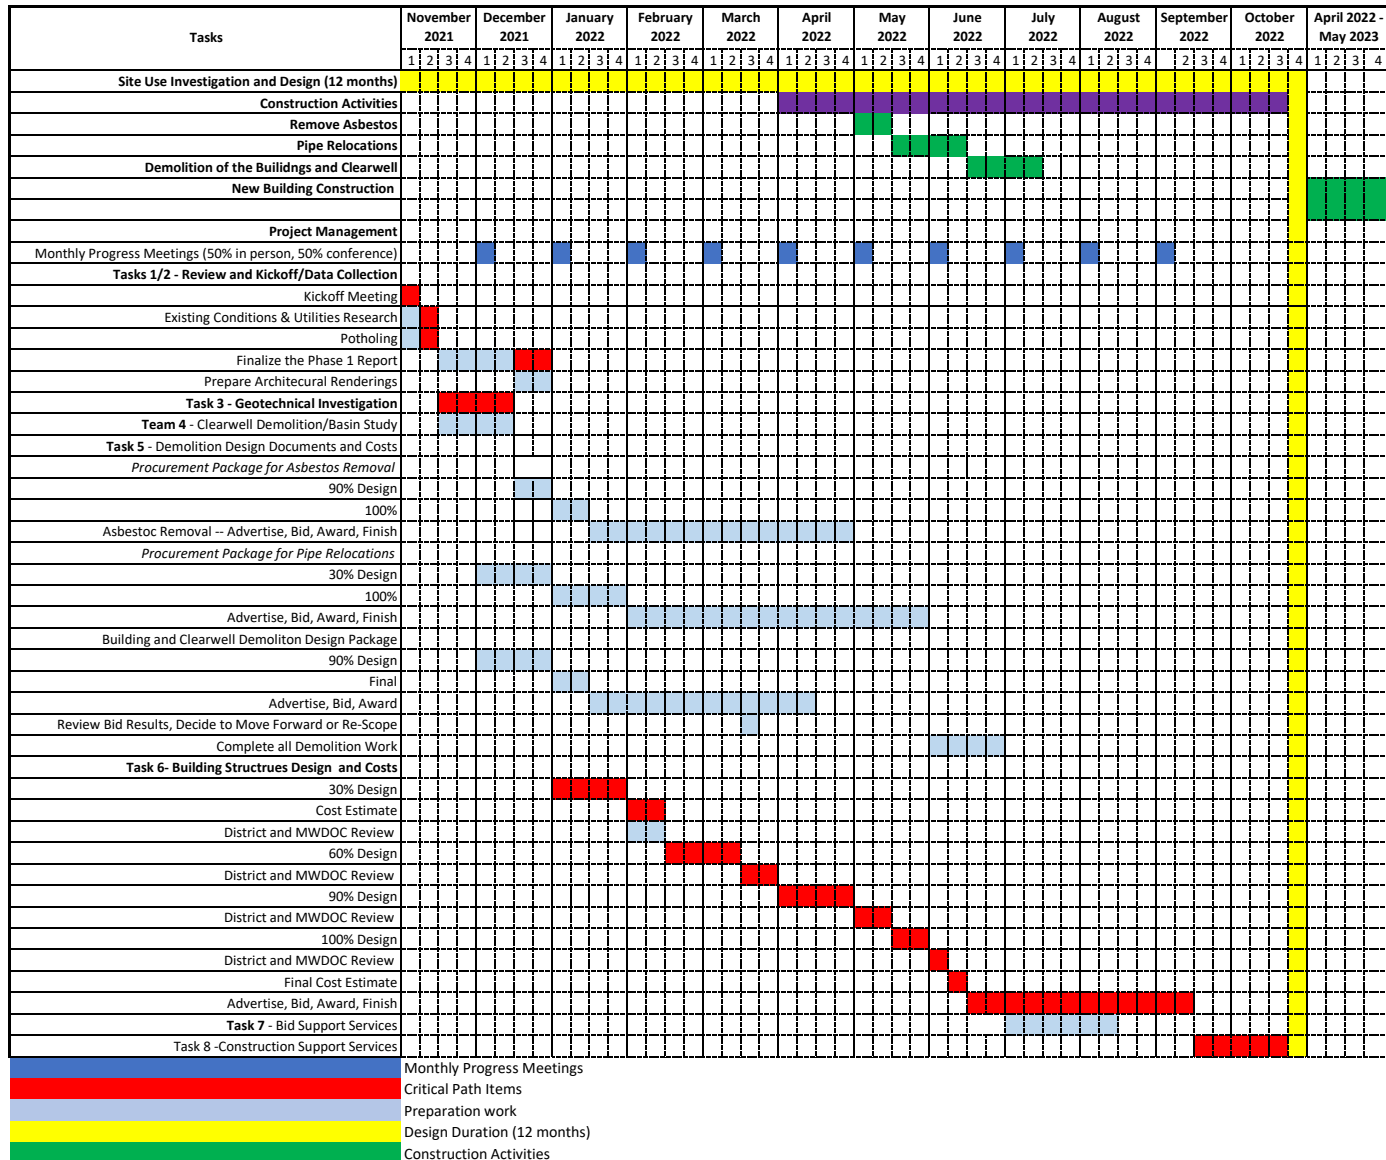 Tasks
November 2021
December 2021
January 2022
February 2022
March 2022
April 2022
May 2022
June 2022
July 2022
August 2022
September 2022
October 2022
April 2022 - May 2023
1 2 3 4 1 2 3 4 1 2 3 4 1 2 3 4 1 2 3 4 1 2 3 4 1 2 3 4 1 2 3 4 1 2 3 4 1 2 3 4 2 3 4 1 2 3 4 1 2 3 4
Site Use Investigation and Design (12 months)
Construction Activities
Remove Asbestos
Pipe Relocations
Demolition of the Builidngs and Clearwell
New Building Construction
Project Management
Monthly Progress Meetings (50% in person, 50% conference)
Tasks 1/2 - Review and Kickoff/Data Collection
Kickoff Meeting
Existing Conditions & Utilities Research
Potholing
Finalize the Phase 1 Report
Prepare Architecural Renderings
Task 3 - Geotechnical Investigation
Team 4 - Clearwell Demolition/Basin Study
Task 5 - Demolition Design Documents and Costs
Procurement Package for Asbestos Removal
90% Design
100%
Asbestoc Removal -- Advertise, Bid, Award, Finish
Procurement Package for Pipe Relocations
30% Design
100%
Advertise, Bid, Award, Finish
Building and Clearwell Demoliton Design Package
90% Design
Final
Advertise, Bid, Award
Review Bid Results, Decide to Move Forward or Re-Scope
Complete all Demolition Work
Task 6- Building Structrues Design and Costs
30% Design
Cost Estimate
District and MWDOC Review
60% Design
District and MWDOC Review
90% Design
District and MWDOC Review
100% Design
District and MWDOC Review
Final Cost Estimate
Advertise, Bid, Award, Finish
Task 7 - Bid Support Services
Task 8 -Construction Support Services
Monthly Progress Meetings
Critical Path Items
Preparation work
Design Duration (12 months)
Construction Activities